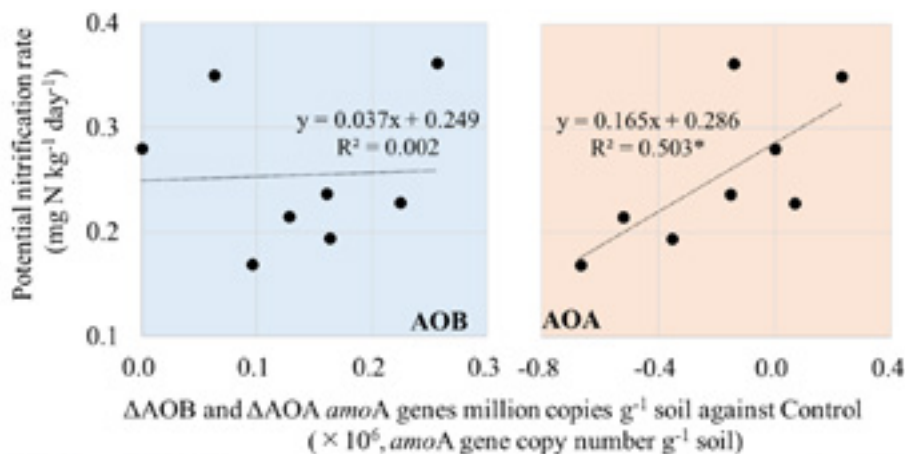 Potential nitrification rate
(mg N kg⁻¹ day⁻¹)
0.4
0.3
0.2
0.1
y = 0.037x + 0.249
R² = 0.002
AOB
0.0
0.1
0.2
0.3
y = 0.165x + 0.286
R² = 0.503*
AOA
-0.8
-0.4
0.0
0.4
ΔAOB and ΔAOA amoA genes million copies g⁻¹ soil against Control
(×10⁶, amoA gene copy number g⁻¹ soil)